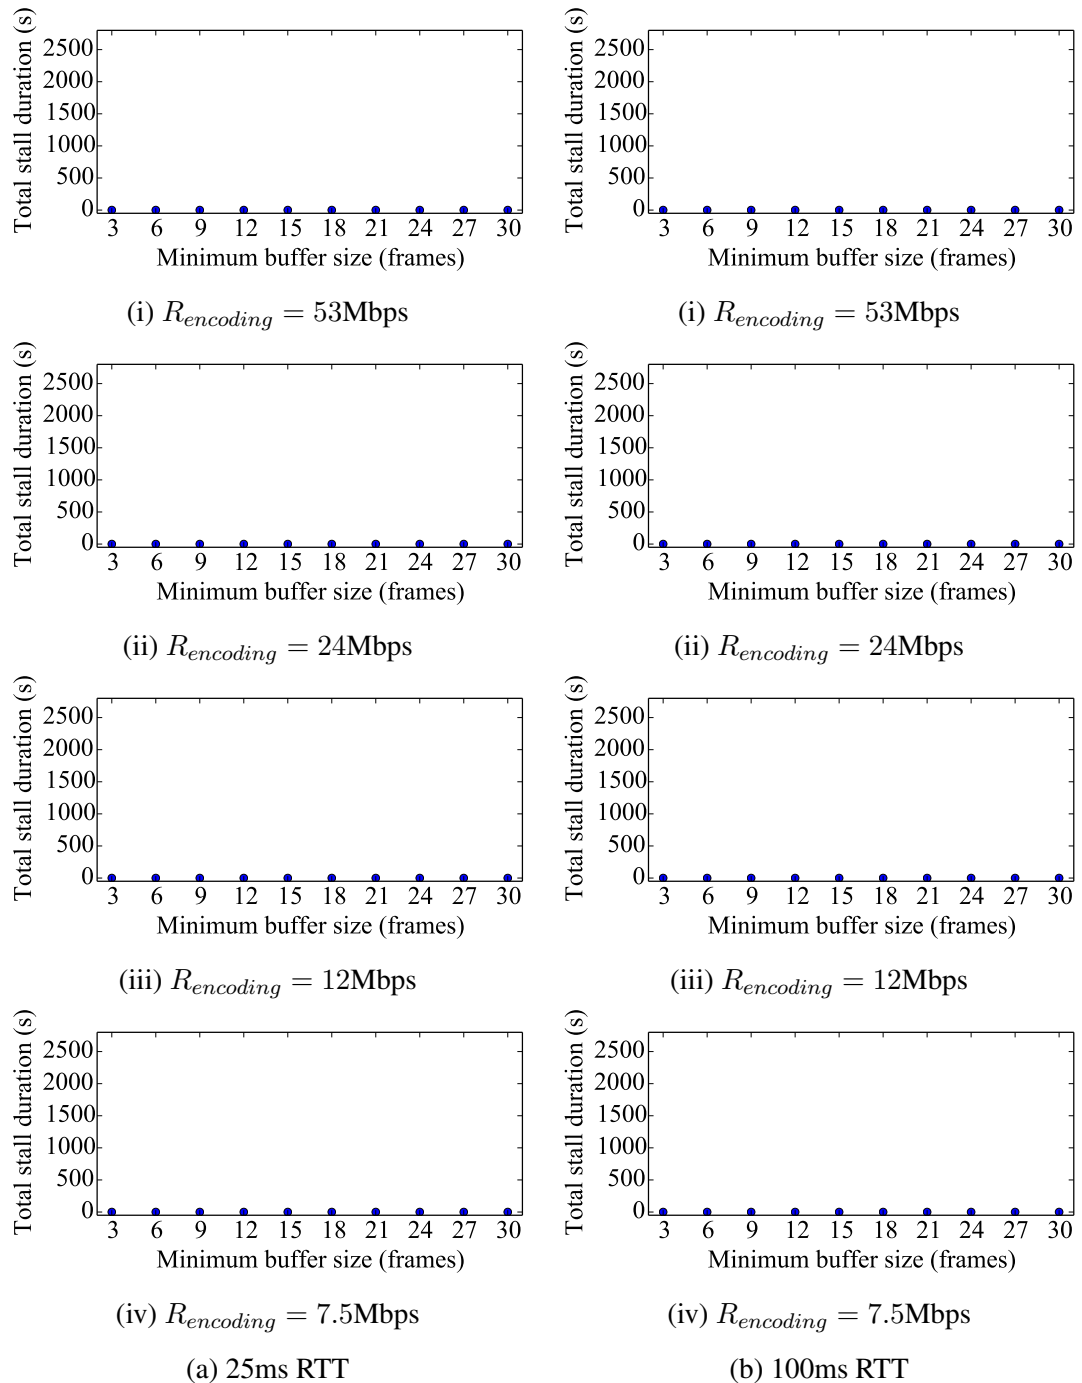 Total stall duration (s)
2500
2000
1500
1000
500
0
3 6 9 12 15 18 21 24 27 30
Minimum buffer size (frames)
(i) R_encoding = 53Mbps
Total stall duration (s)
2500
2000
1500
1000
500
0
3 6 9 12 15 18 21 24 27 30
Minimum buffer size (frames)
(i) R_encoding = 53Mbps
Total stall duration (s)
2500
2000
1500
1000
500
0
3 6 9 12 15 18 21 24 27 30
Minimum buffer size (frames)
(ii) R_encoding = 24Mbps
Total stall duration (s)
2500
2000
1500
1000
500
0
3 6 9 12 15 18 21 24 27 30
Minimum buffer size (frames)
(ii) R_encoding = 24Mbps
Total stall duration (s)
2500
2000
1500
1000
500
0
3 6 9 12 15 18 21 24 27 30
Minimum buffer size (frames)
(iii) R_encoding = 12Mbps
Total stall duration (s)
2500
2000
1500
1000
500
0
3 6 9 12 15 18 21 24 27 30
Minimum buffer size (frames)
(iii) R_encoding = 12Mbps
Total stall duration (s)
2500
2000
1500
1000
500
0
3 6 9 12 15 18 21 24 27 30
Minimum buffer size (frames)
(iv) R_encoding = 7.5Mbps
Total stall duration (s)
2500
2000
1500
1000
500
0
3 6 9 12 15 18 21 24 27 30
Minimum buffer size (frames)
(iv) R_encoding = 7.5Mbps
(a) 25ms RTT
(b) 100ms RTT